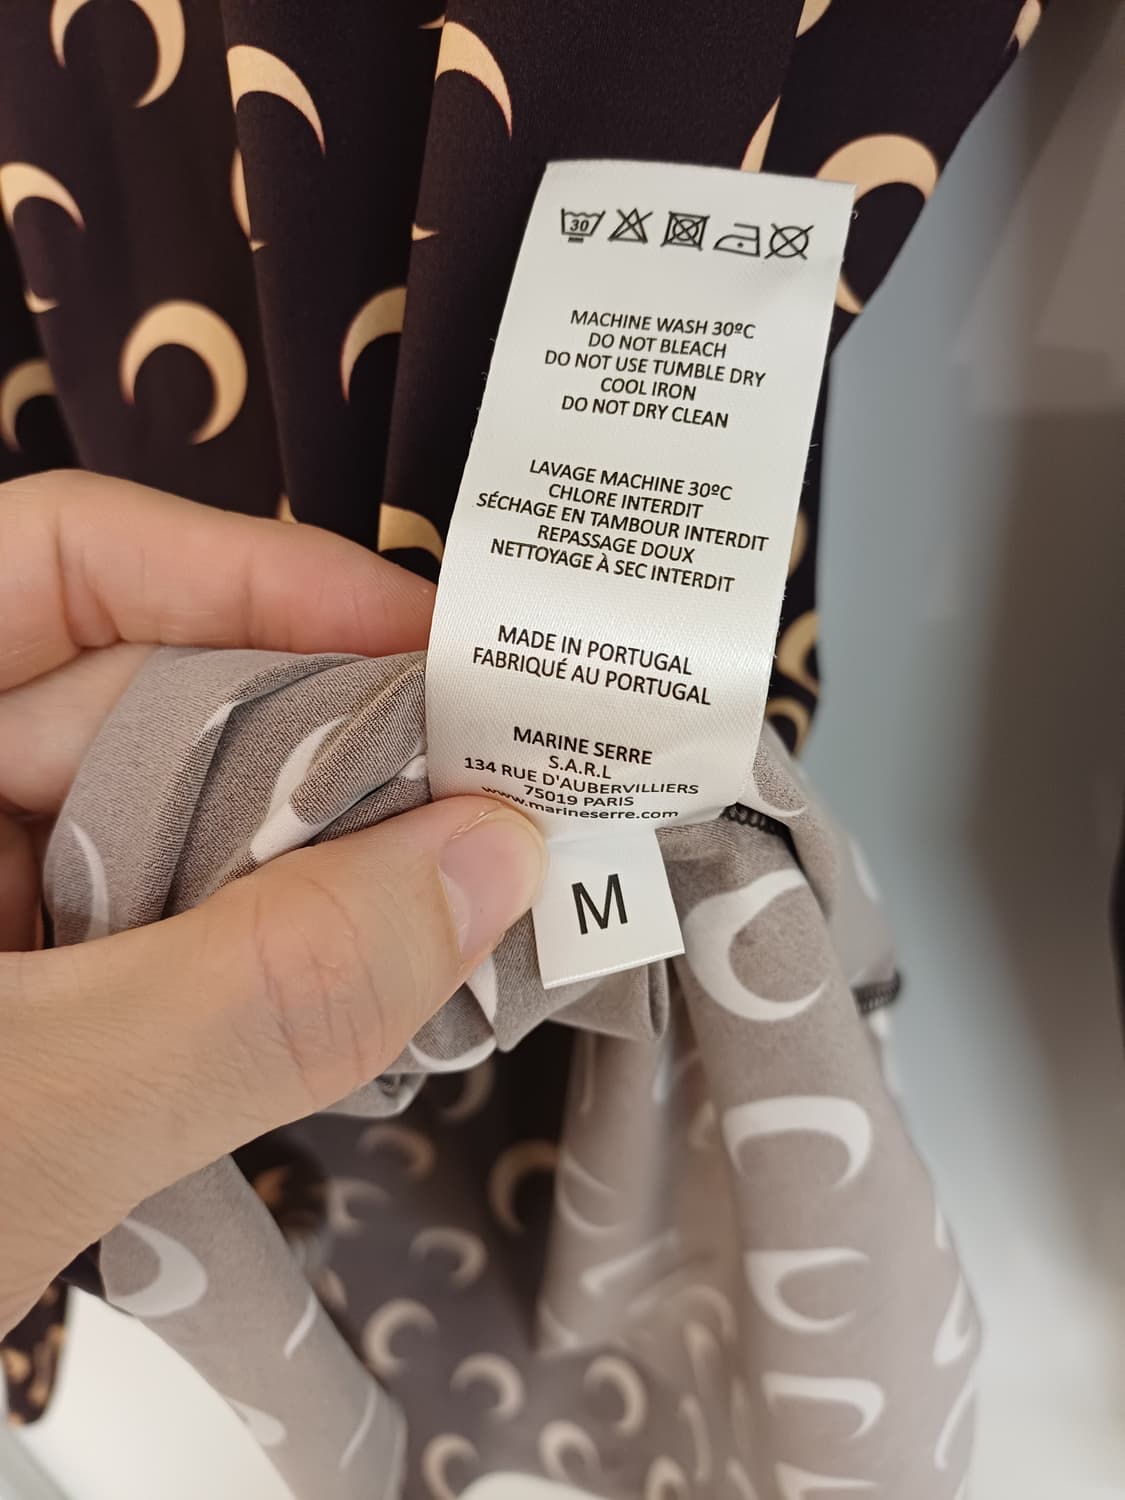 30
MACHINE WASH 30ºC
DO NOT BLEACH
DO NOT USE TUMBLE DRY
COOL IRON
DO NOT DRY CLEAN
LAVAGE MACHINE 30ºC
CHLORE INTERDIT
SÉCHAGE EN TAMBOUR INTERDIT
REPASSAGE DOUX
NETTOYAGE À SEC INTERDIT
MADE IN PORTUGAL
FABRIQUÉ AU PORTUGAL
MARINE SERRE
S.A.R.L
134 RUE D'AUBERVILLIERS
75019 PARIS
www.marineserre.com
M